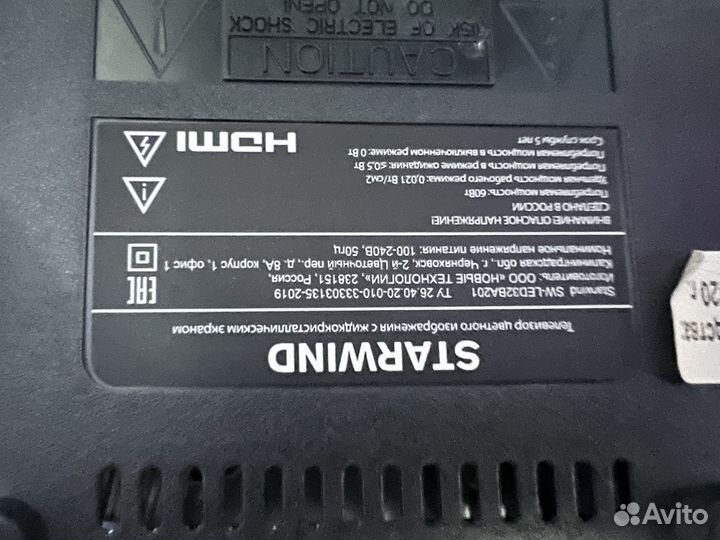 STARWIND
Телевизор цветного изображения с жидкокристаллическим экраном
Starwind SW-LED32BA201 ТУ 26.40.20-010-33303135-2019
Изготовитель: ООО «НОВЫЕ ТЕХНОЛОГИИ», 238151, Россия,
Калининградская обл., г. Черняховск, 2-й Цветочный пер., д. 8А, корпус 1, офис 1
Номинальное напряжение питания: 100-240В, 50гц
EAC
ВНИМАНИЕ! ОПАСНОЕ НАПРЯЖЕНИЕ!
СДЕЛАНО В РОССИИ
Потребляемая мощность: 60Вт
Удельная мощность рабочего режима: 0,021 Вт/см2
Потребляемая мощность в режиме ожидания: ≤0,5 Вт
Потребляемая мощность в выключенном режиме: 0 Вт
Срок службы 5 лет
HDMI
CAUTION
RISK OF ELECTRIC SHOCK
DO NOT OPEN!
20 г.
Avito